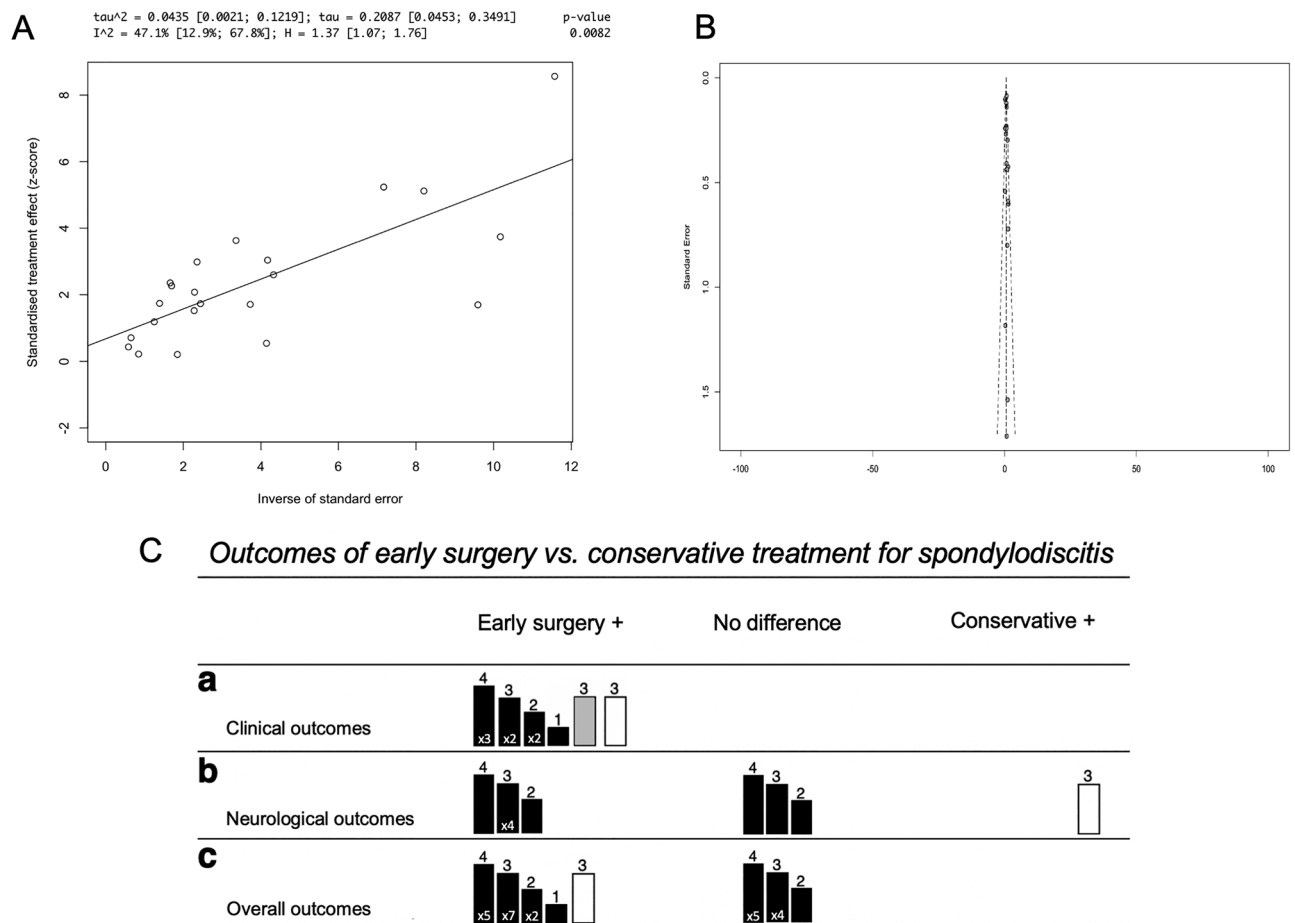 A
tau^2 = 0.0435 [0.0021; 0.1219]; tau = 0.2087 [0.0453; 0.3491] p-value
I^2 = 47.1% [12.9%; 67.8%]; H = 1.37 [1.07; 1.76] 0.0082
Standardised treatment effect (z-score)
8
6
4
2
0
-2
0 2 4 6 8 10 12
Inverse of standard error
B
Standard Error
0.0
0.5
1.0
1.5
-100 -50 0 50 100
C Outcomes of early surgery vs. conservative treatment for spondylodiscitis
Early surgery + No difference Conservative +
a
Clinical outcomes
4 3 2 1 3 3
x3 x2 x2
b
Neurological outcomes
4 3 2 4 3 2 3
x4
c
Overall outcomes
4 3 2 1 3 4 3 2
x5 x7 x2 x5 x4